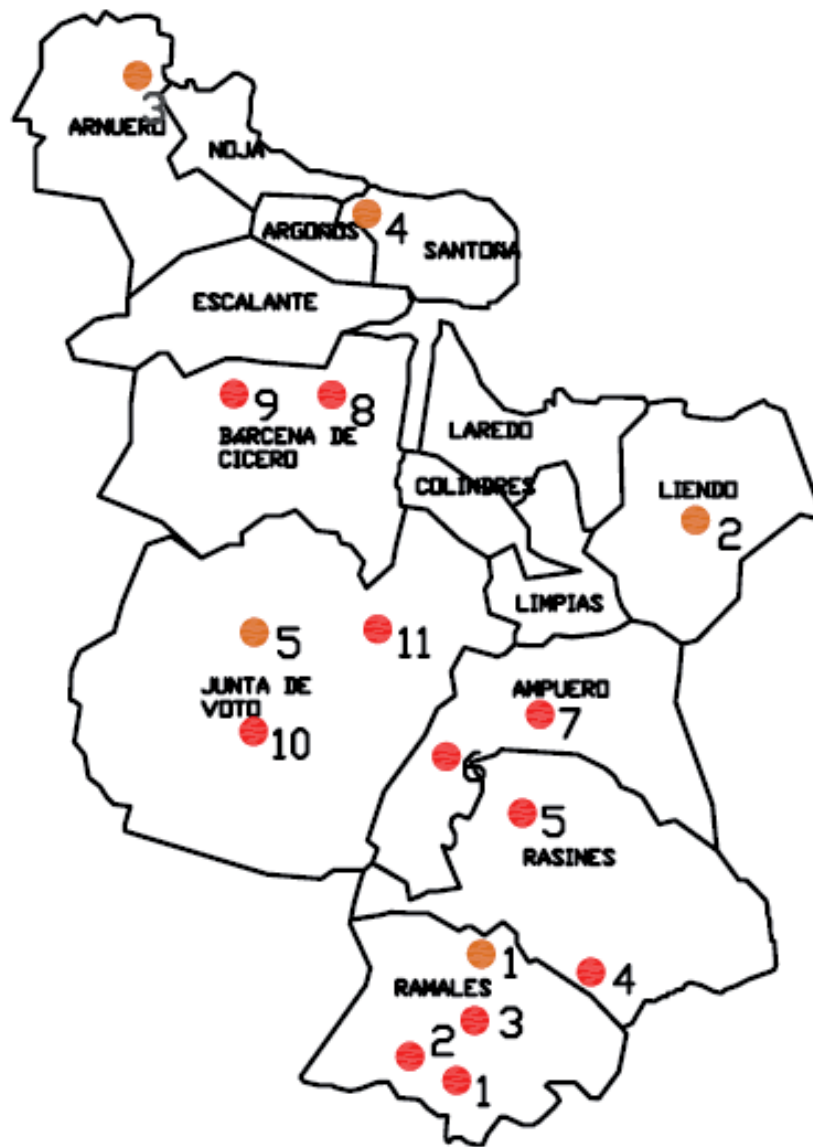 3
ARNUERO
NOJA
ARGOÑOS
4
SANTOÑA
ESCALANTE
9
8
BÁRCENA DE
CICERO
LAREDO
COLINDRES
LIENDO
2
LIMPIAS
5
11
JUNTA DE
VOTO
10
AMPUERO
7
6
5
RASINES
1
RAMALES
4
3
2
1